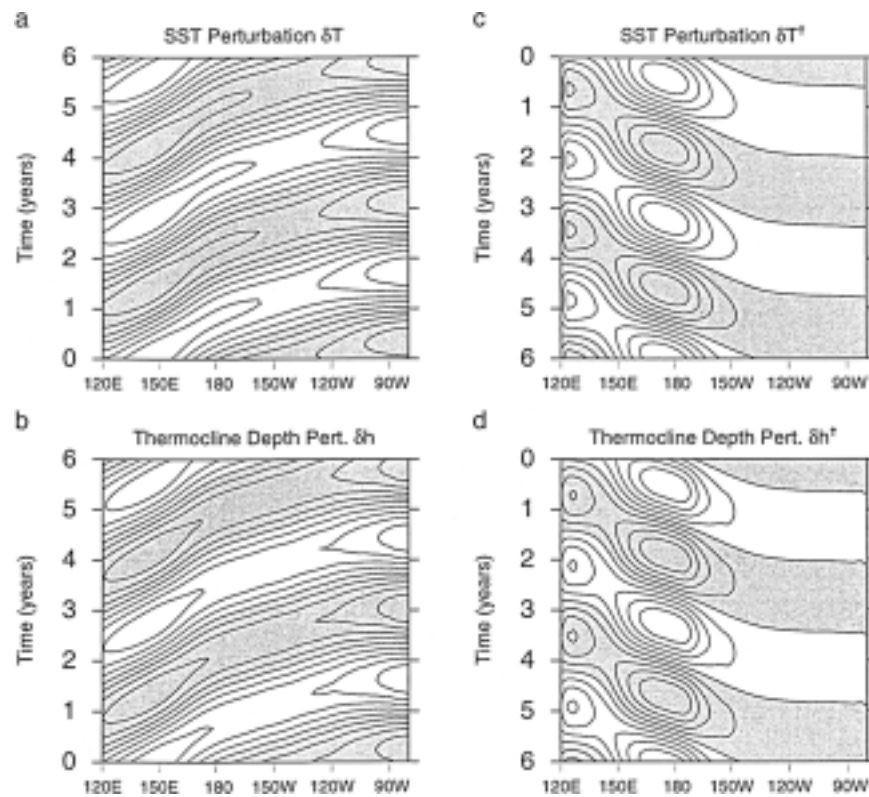 a
SST Perturbation δT
6
5
4
3
2
1
0
Time (years)
120E 150E 180 150W 120W 90W
b
Thermocline Depth Pert. δh
6
5
4
3
2
1
0
Time (years)
120E 150E 180 150W 120W 90W
c
SST Perturbation δT†
0
1
2
3
4
5
6
Time (years)
120E 150E 180 150W 120W 90W
d
Thermocline Depth Pert. δh†
0
1
2
3
4
5
6
Time (years)
120E 150E 180 150W 120W 90W